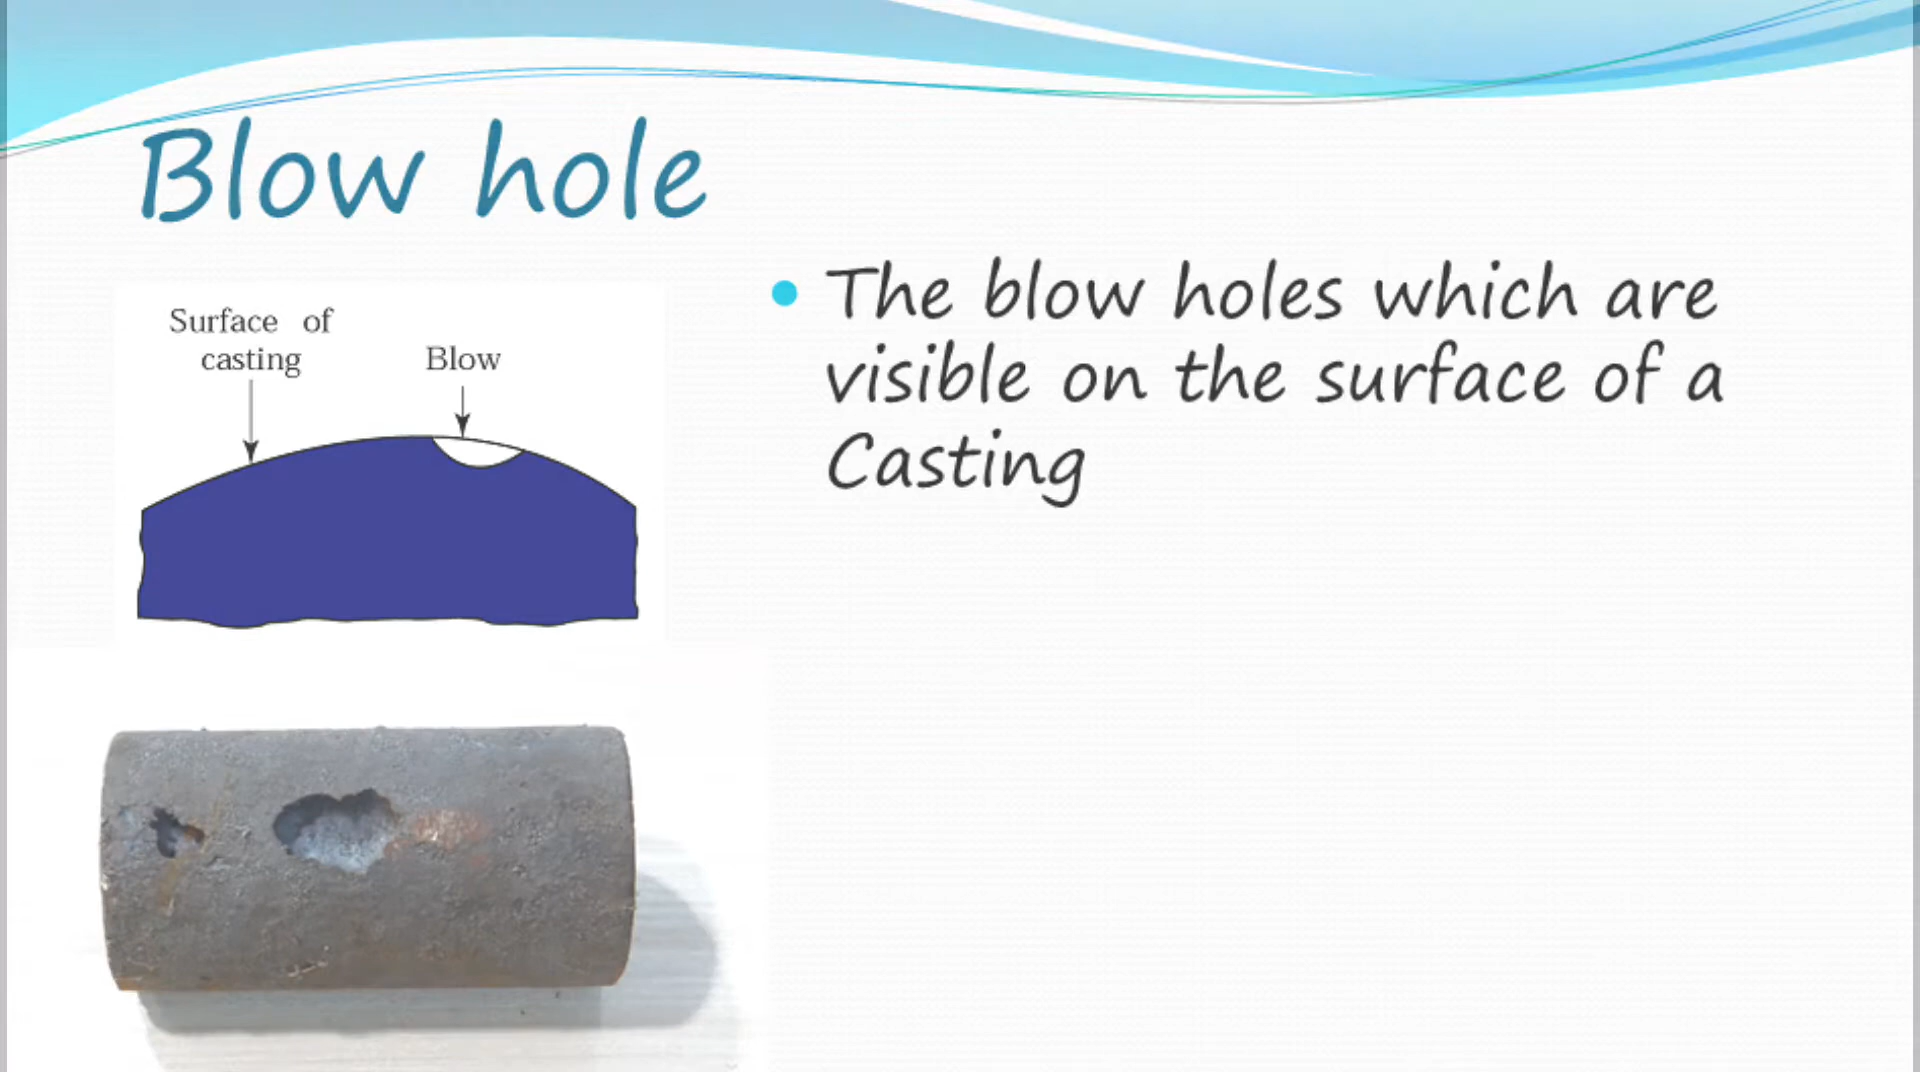 Blow hole
Surface of
casting
Blow
The blow holes which are
visible on the surface of a
Casting